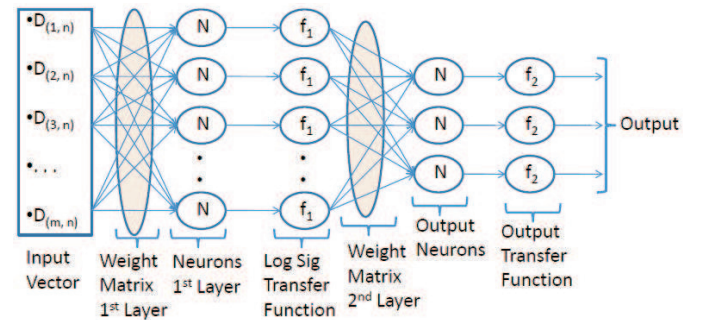 •D(1, n)
•D(2, n)
•D(3, n)
•. . .
•D(m, n)
N
N
N
N
f1
f1
f1
f1
N
N
N
f2
f2
f2
Output
Input
Vector
Weight
Matrix
1st Layer
Neurons
1st Layer
Log Sig
Transfer
Function
Weight
Matrix
2nd Layer
Output
Neurons
Output
Transfer
Function